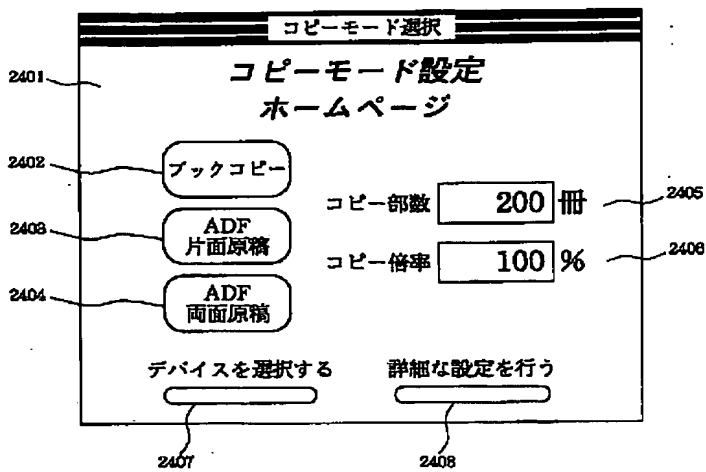 コピーモード選択
コピーモード設定
ホームページ
2401
2402
ブックコピー
2403
ADF
片面原稿
2404
ADF
両面原稿
コピー部数 200 冊
2405
コピー倍率 100 %
2406
デバイスを選択する
詳細な設定を行う
2407
2408